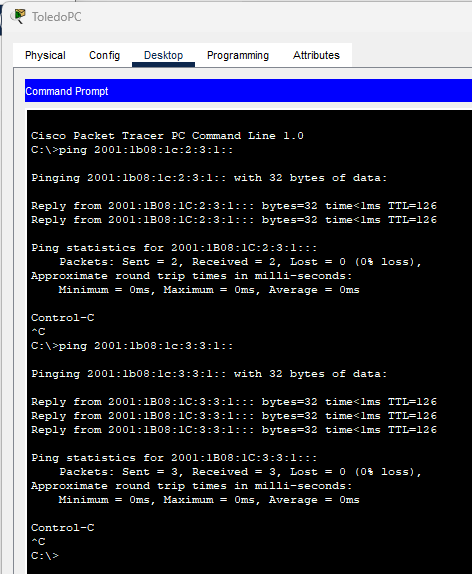 ToledoPC
Physical Config Desktop Programming Attributes
Command Prompt
Cisco Packet Tracer PC Command Line 1.0
C:\>ping 2001:1b08:1c:2:3:1::
Pinging 2001:1b08:1c:2:3:1:: with 32 bytes of data:
Reply from 2001:1B08:1C:2:3:1::: bytes=32 time<1ms TTL=126
Reply from 2001:1B08:1C:2:3:1::: bytes=32 time<1ms TTL=126
Ping statistics for 2001:1B08:1C:2:3:1:::
Packets: Sent = 2, Received = 2, Lost = 0 (0% loss),
Approximate round trip times in milli-seconds:
Minimum = 0ms, Maximum = 0ms, Average = 0ms
Control-C
^C
C:\>ping 2001:1b08:1c:3:3:1::
Pinging 2001:1b08:1c:3:3:1:: with 32 bytes of data:
Reply from 2001:1B08:1C:3:3:1::: bytes=32 time<1ms TTL=126
Reply from 2001:1B08:1C:3:3:1::: bytes=32 time<1ms TTL=126
Reply from 2001:1B08:1C:3:3:1::: bytes=32 time<1ms TTL=126
Ping statistics for 2001:1B08:1C:3:3:1:::
Packets: Sent = 3, Received = 3, Lost = 0 (0% loss),
Approximate round trip times in milli-seconds:
Minimum = 0ms, Maximum = 0ms, Average = 0ms
Control-C
^C
C:\>